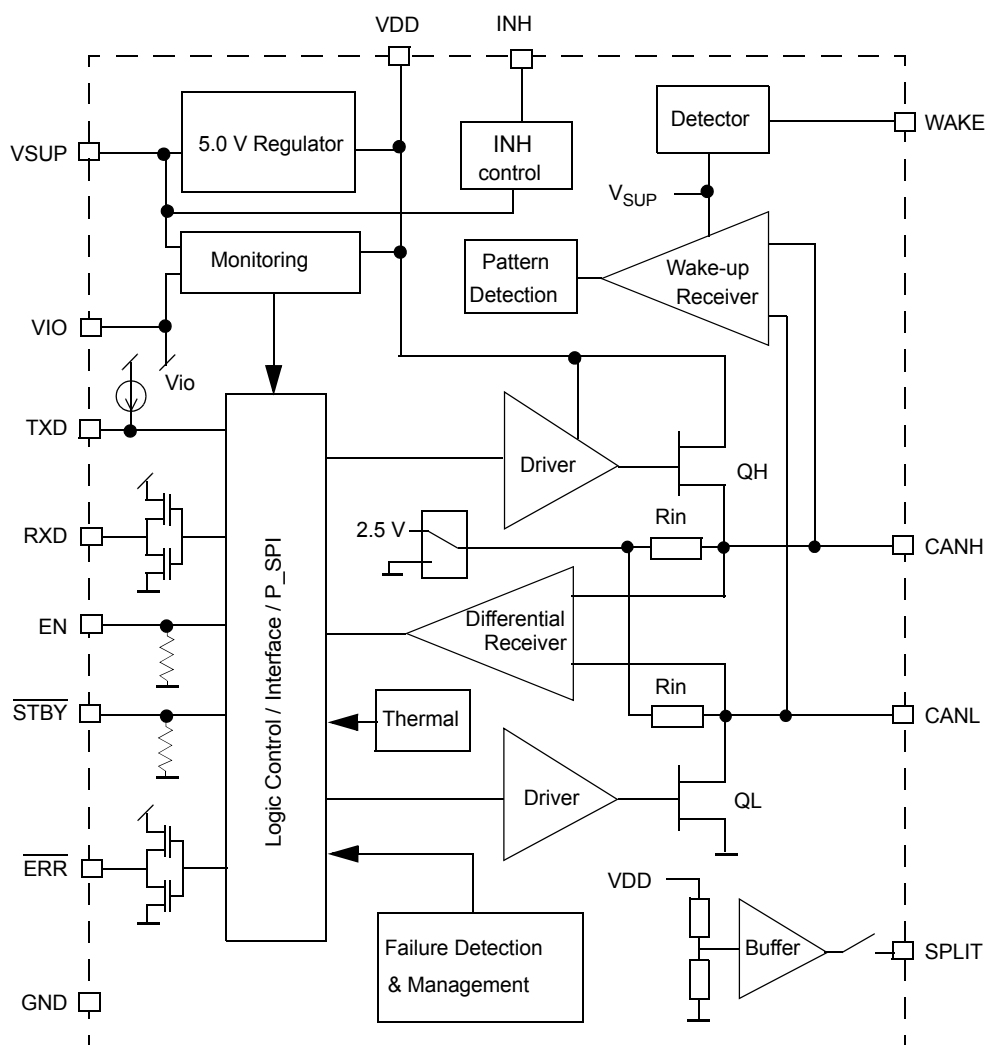 VDD
INH
5.0 V Regulator
INH
control
Detector
WAKE
VSUP
VSUP
Monitoring
Pattern
Detection
Wake-up
Receiver
VIO
Vio
TXD
Driver
QH
RXD
2.5 V
Rin
CANH
EN
Differential
Receiver
Rin
STBY
Thermal
CANL
Logic Control / Interface / P_SPI
Driver
QL
ERR
VDD
Failure Detection
& Management
Buffer
SPLIT
GND